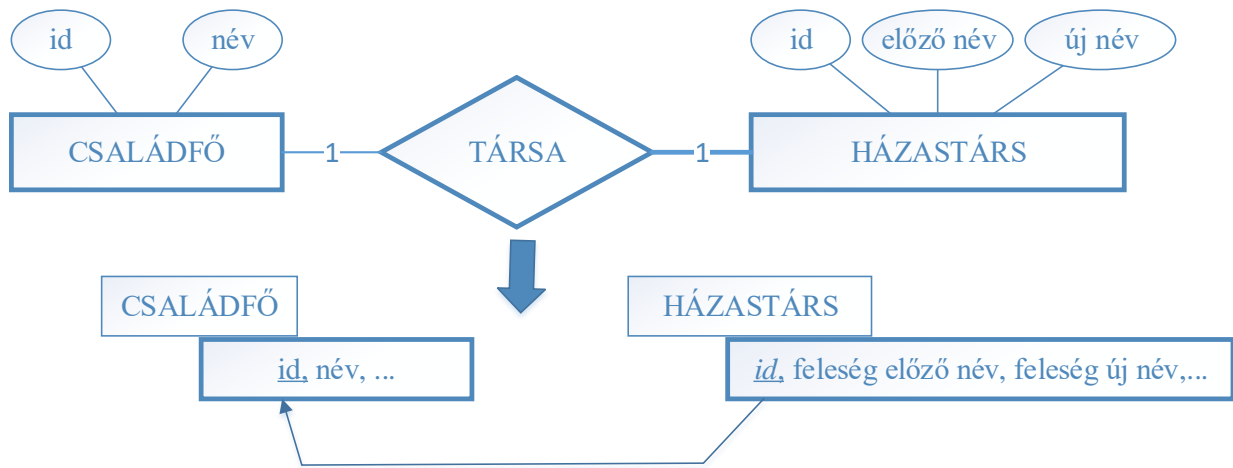 id
név
id
előző név
új név
CSALÁDFŐ
1
TÁRSA
1
HÁZASTÁRS
CSALÁDFŐ
HÁZASTÁRS
id, név, ...
id, feleség előző név, feleség új név,...